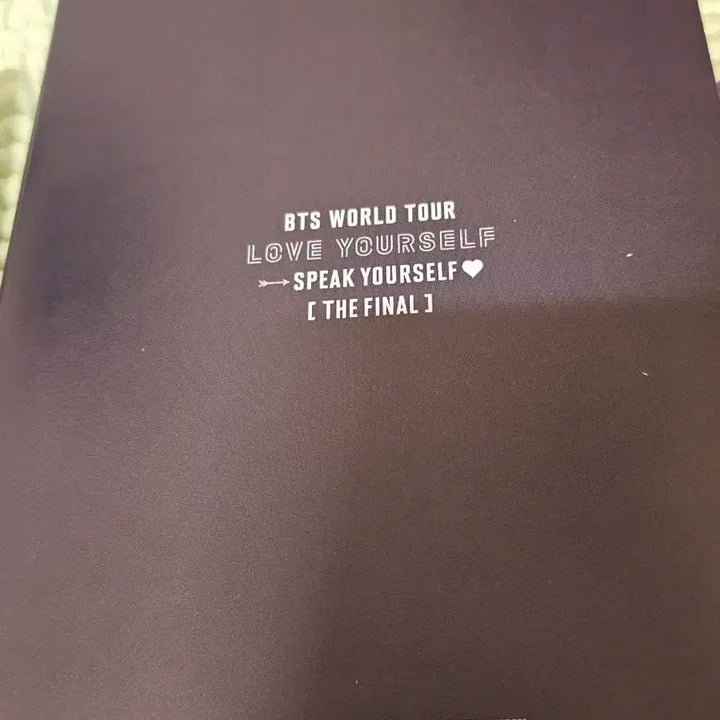 BTS WORLD TOUR
LOVE YOURSELF
SPEAK YOURSELF
[ THE FINAL ]